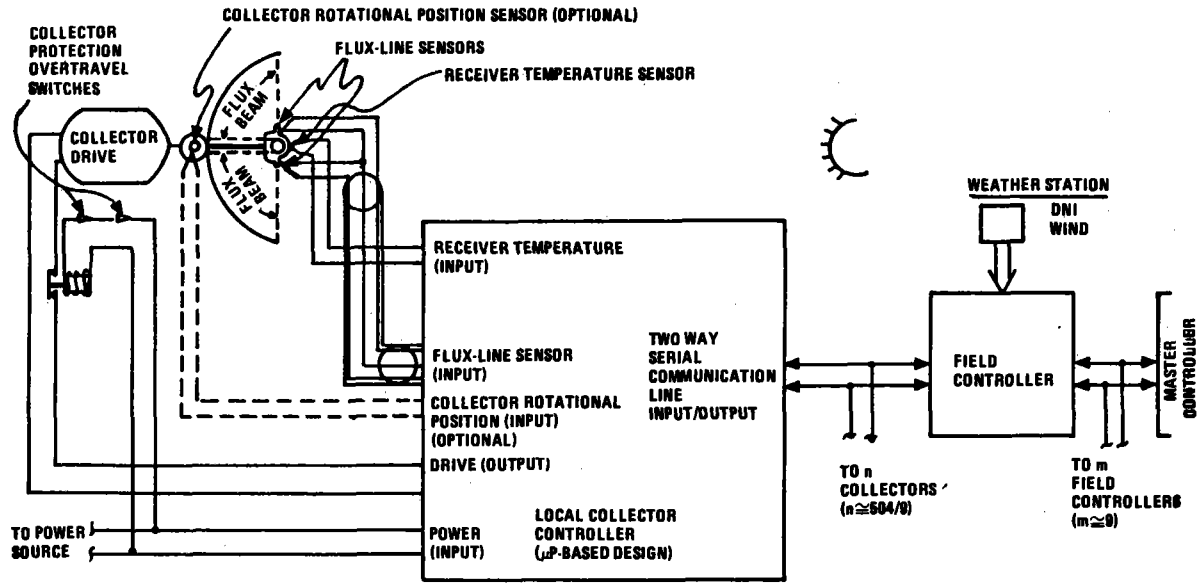 COLLECTOR ROTATIONAL POSITION SENSOR (OPTIONAL)
COLLECTOR
PROTECTION
OVERTRAVEL
SWITCHES
FLUX-LINE SENSORS
RECEIVER TEMPERATURE SENSOR
FLUX
BEAM
FLUX
BEAM
COLLECTOR
DRIVE
WEATHER STATION
DNI
WIND
RECEIVER TEMPERATURE
(INPUT)
FLUX-LINE SENSOR
(INPUT)
COLLECTOR ROTATIONAL
POSITION (INPUT)
(OPTIONAL)
DRIVE (OUTPUT)
POWER
(INPUT)
TWO WAY
SERIAL
COMMUNICATION
LINE
INPUT/OUTPUT
LOCAL COLLECTOR
CONTROLLER
(μP-BASED DESIGN)
FIELD
CONTROLLER
MASTER
CONTROLLER
TO n
COLLECTORS
(n≅504/9)
TO m
FIELD
CONTROLLERS
(m≅9)
TO POWER
SOURCE